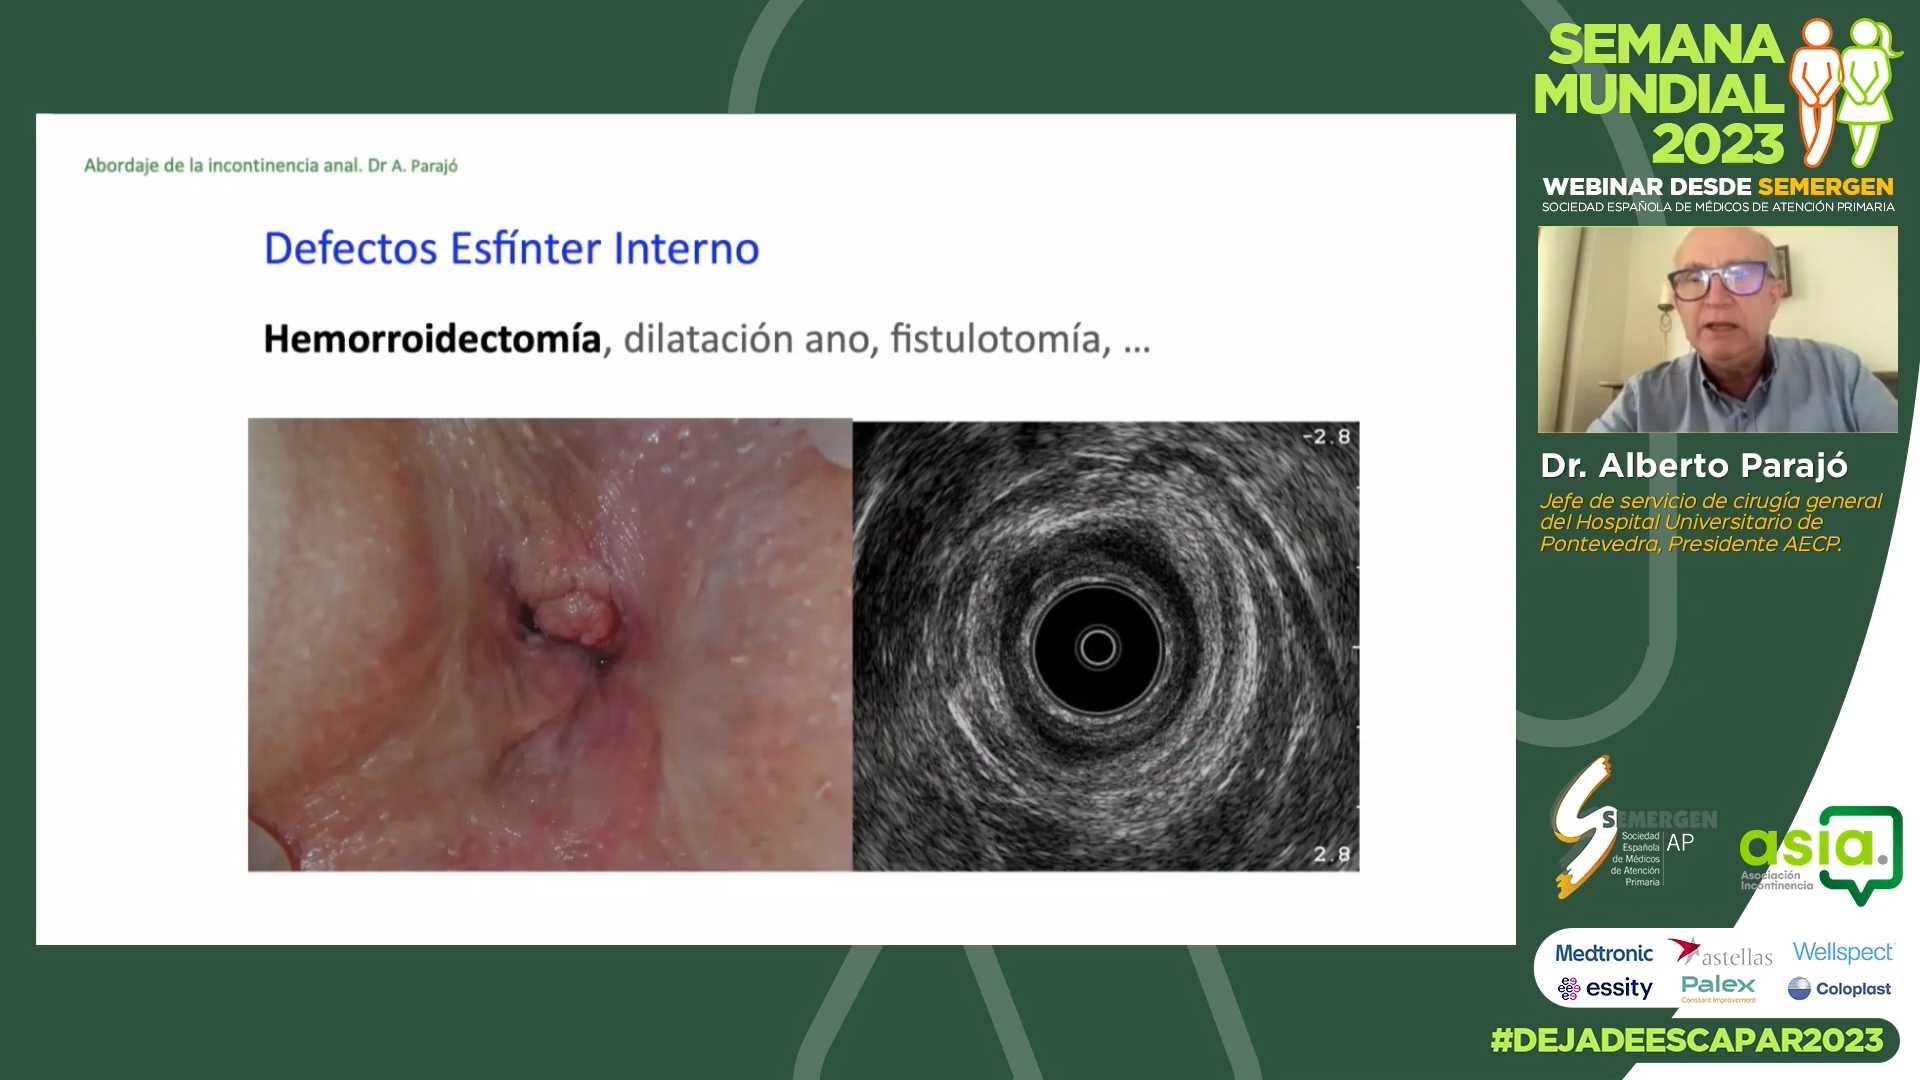 Abordaje de la incontinencia anal. Dr A. Parajó
Defectos Esfínter Interno
Hemorroidectomía, dilatación ano, fistulotomía, ...
-2.8
2.8
SEMANA
MUNDIAL
2023
WEBINAR DESDE SEMERGEN
SOCIEDAD ESPAÑOLA DE MÉDICOS DE ATENCIÓN PRIMARIA
Dr. Alberto Parajó
Jefe de servicio de cirugía general
del Hospital Universitario de
Pontevedra, Presidente AECP.
SEMERGEN
Sociedad
Española
de Médicos
de Atención
Primaria
AP
asia.
Asociación
Incontinencia
Medtronic
astellas
Wellspect
essity
Palex
Constant Improvement
Coloplast
#DEJADEESCAPAR2023